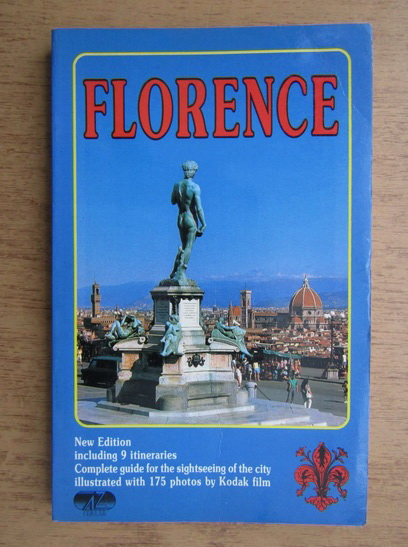 FLORENCE
New Edition
including 9 itineraries
Complete guide for the sightseeing of the city
illustrated with 175 photos by Kodak film